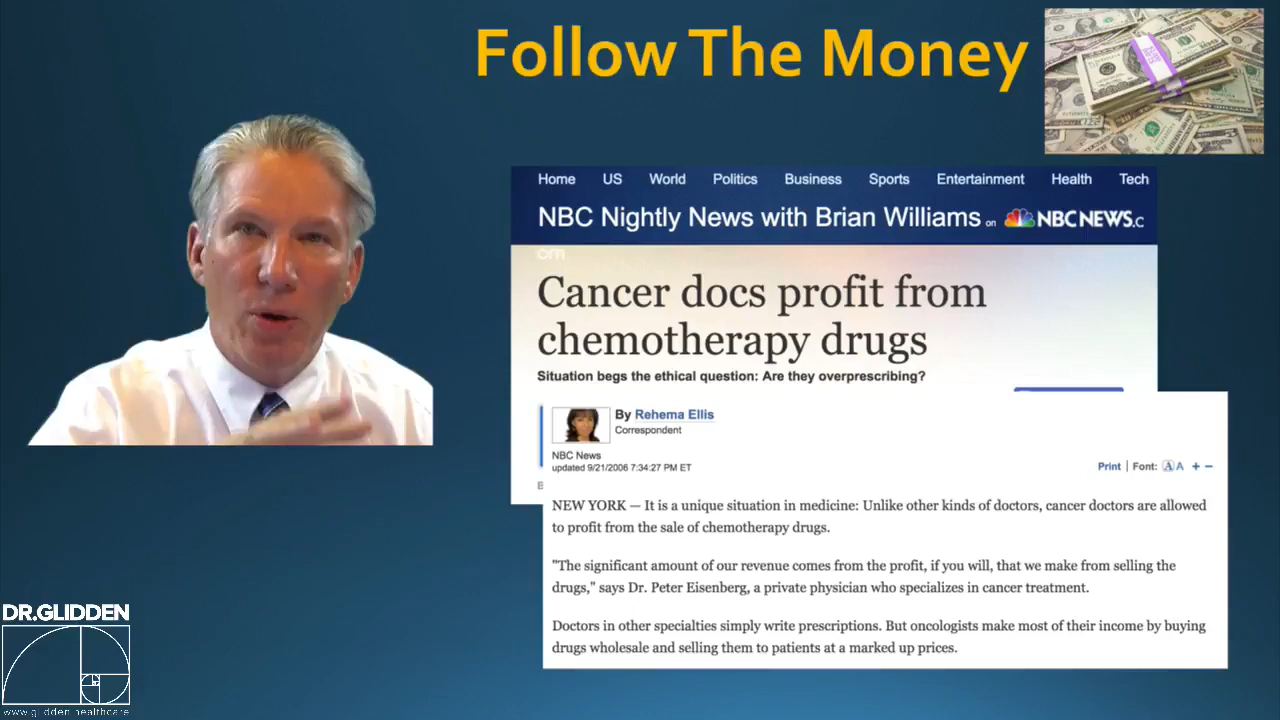 Follow The Money
Home US World Politics Business Sports Entertainment Health Tech
NBC Nightly News with Brian Williams on NBCNEWS.c
om
Cancer docs profit from
chemotherapy drugs
Situation begs the ethical question: Are they overprescribing?
By Rehema Ellis
Correspondent
NBC News
updated 9/21/2006 7:34:27 PM ET
Print | Font: A A + −
NEW YORK — It is a unique situation in medicine: Unlike other kinds of doctors, cancer doctors are allowed
to profit from the sale of chemotherapy drugs.
"The significant amount of our revenue comes from the profit, if you will, that we make from selling the
drugs," says Dr. Peter Eisenberg, a private physician who specializes in cancer treatment.
Doctors in other specialties simply write prescriptions. But oncologists make most of their income by buying
drugs wholesale and selling them to patients at a marked up prices.
DR.GLIDDEN
www.glidden.healthcare